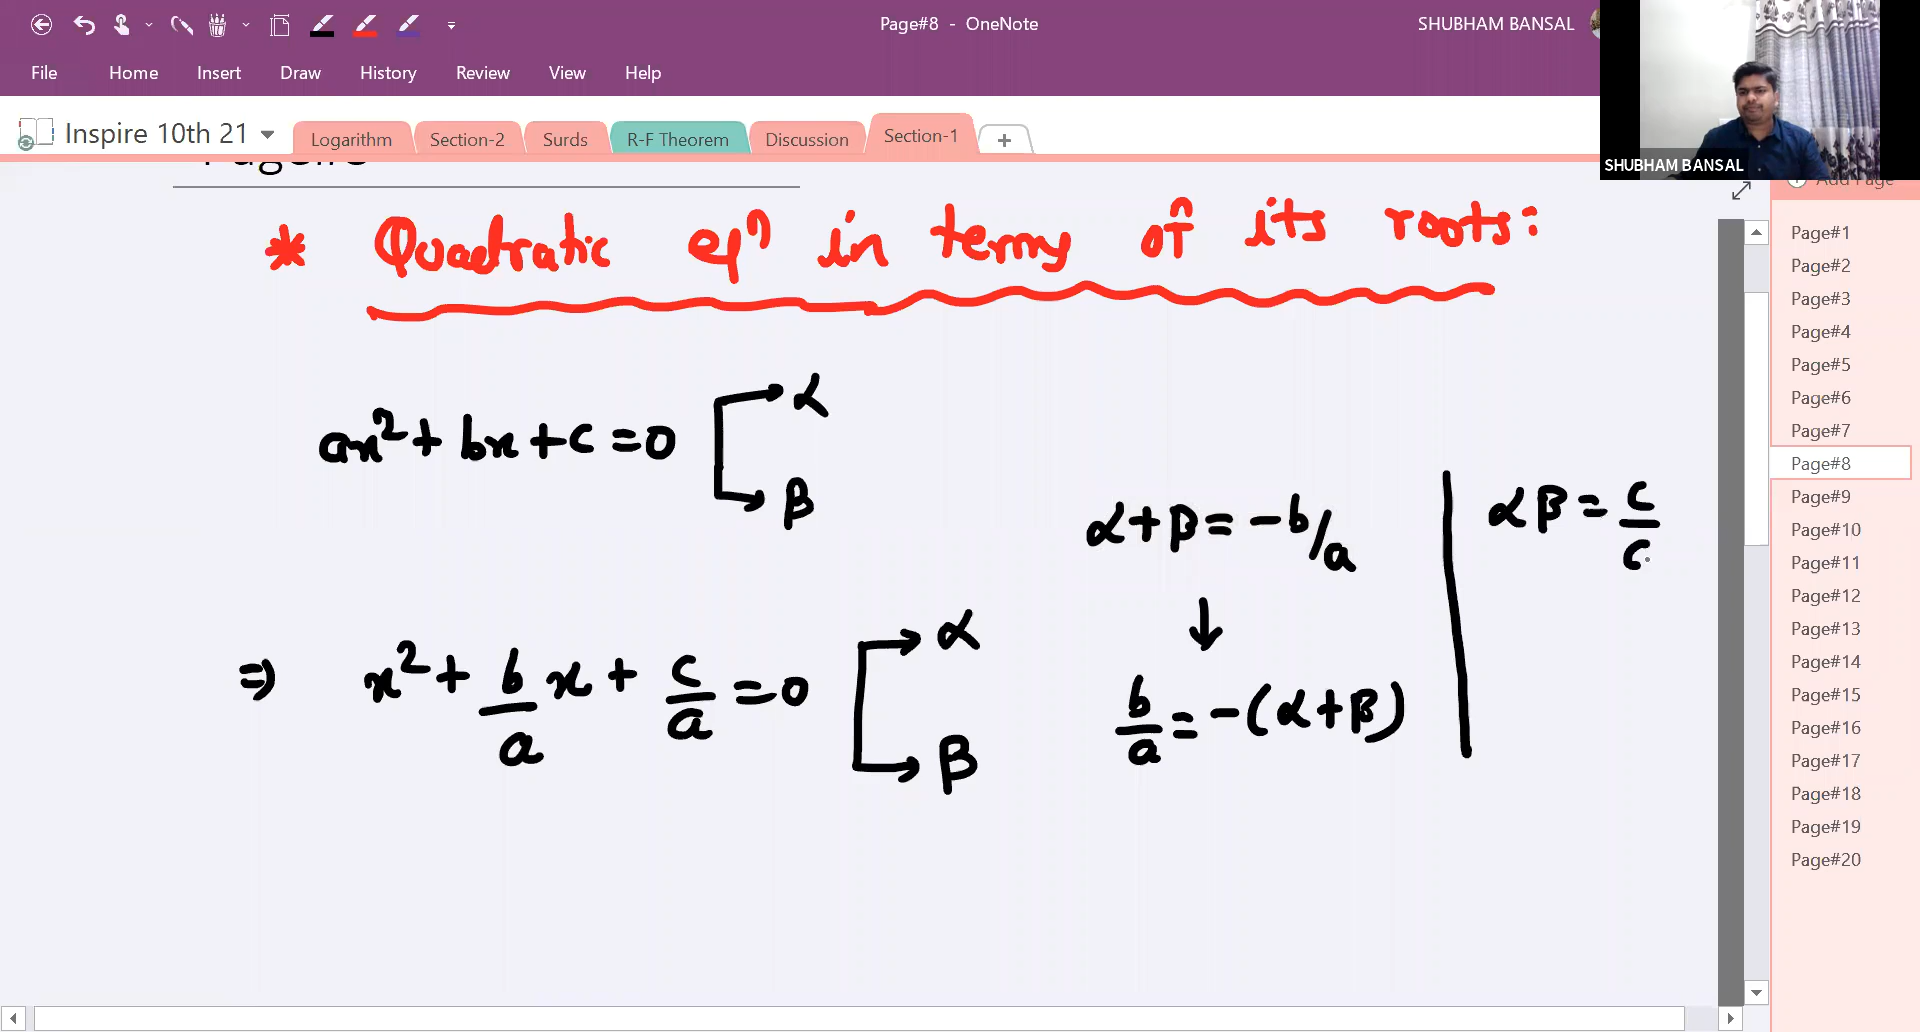 Page#8 - OneNote
SHUBHAM BANSAL
File Home Insert Draw History Review View Help
Inspire 10th 21
Logarithm Section-2 Surds R-F Theorem Discussion Section-1 +
SHUBHAM BANSAL
Add Page
* Quadratic eqⁿ in terms of its roots:
ax² + bx + c = 0
α
β
α + β = -b/a
αβ = c/c
⇒ x² + b/a x + c/a = 0
α
β
b/a = -(α + β)
Page#1
Page#2
Page#3
Page#4
Page#5
Page#6
Page#7
Page#8
Page#9
Page#10
Page#11
Page#12
Page#13
Page#14
Page#15
Page#16
Page#17
Page#18
Page#19
Page#20